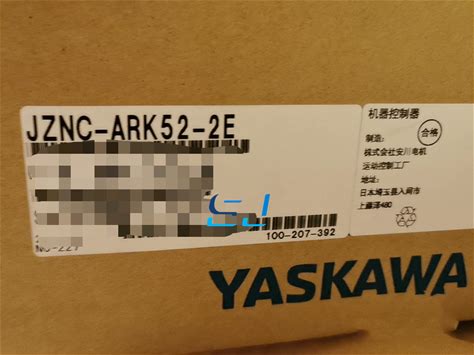 JZNC-ARK52-2E
SJ
100-207-392
机器控制器
合格
制造:
株式会社安川电机
运动控制工厂
地址:
日本埼玉县入间市
上藤泽480
YASKAWA